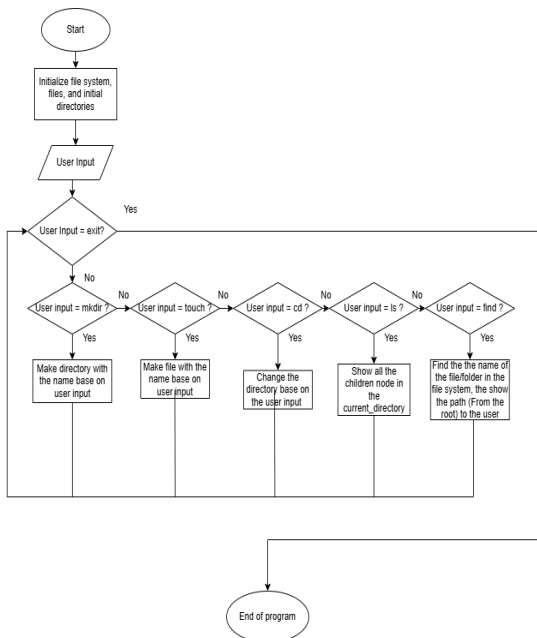 Start
Initialize file system,
files, and initial
directories
User Input
Yes
User Input = exit?
No
User input = mkdir ?
No
User input = touch ?
No
User input = cd ?
No
User input = ls ?
No
User input = find ?
Yes
Yes
Yes
Yes
Yes
Make directory with
the name base on
user input
Make file with the
name base on
user input
Change the
directory base on
the user input
Show all the
children node in
the
current_directory
Find the the name of
the file/folder in the
file system, the show
the path (From the
root) to the user
End of program